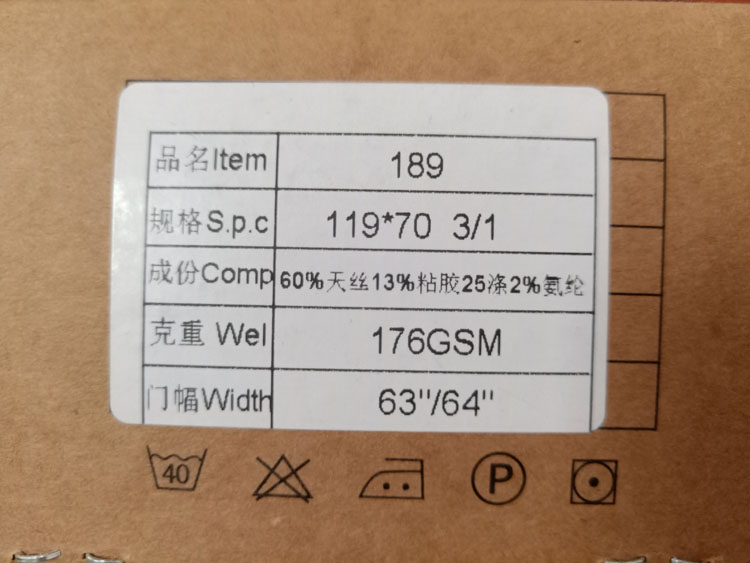 品名Item 189
规格S.p.c 119*70 3/1
成份Comp 60%天丝13%粘胶25涤2%氨纶
克重 Wel 176GSM
门幅Width 63"/64"
40 P